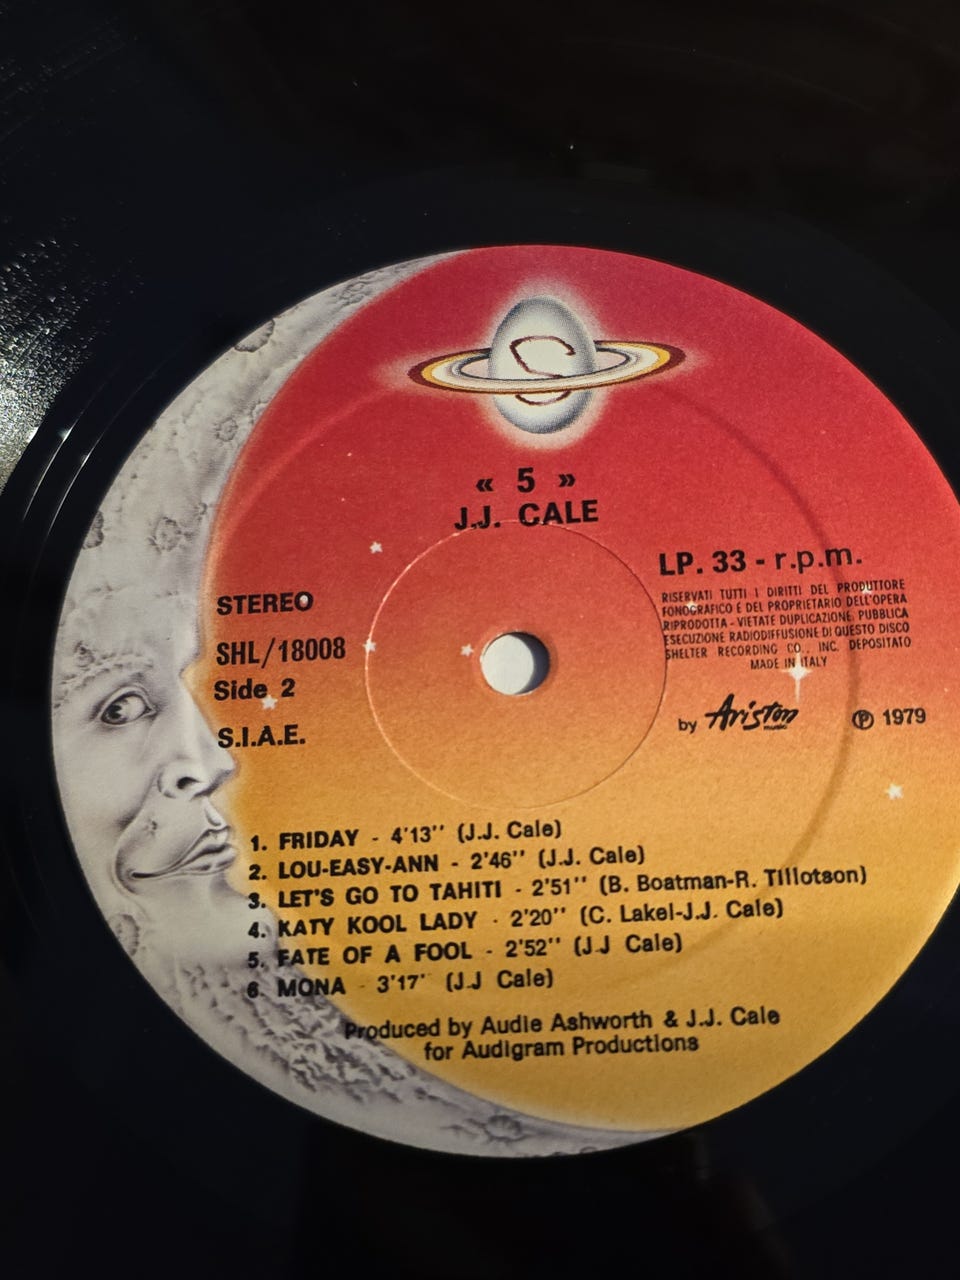 « 5 »
J.J. CALE
STEREO
SHL/18008
Side 2
S.I.A.E.
LP. 33 - r.p.m.
RISERVATI TUTTI I DIRITTI DEL PRODUTTORE
FONOGRAFICO E DEL PROPRIETARIO DELL'OPERA
RIPRODOTTA - VIETATE DUPLICAZIONE, PUBBLICA
ESECUZIONE RADIODIFFUSIONE DI QUESTO DISCO
SHELTER RECORDING CO., INC. DEPOSITATO
MADE IN ITALY
by Ariston music ℗ 1979
1. FRIDAY - 4'13'' (J.J. Cale)
2. LOU-EASY-ANN - 2'46'' (J.J. Cale)
3. LET'S GO TO TAHITI - 2'51'' (B. Boatman-R. Tillotson)
4. KATY KOOL LADY - 2'20'' (C. Lakel-J.J. Cale)
5. FATE OF A FOOL - 2'52'' (J.J Cale)
6. MONA - 3'17' (J.J Cale)
Produced by Audie Ashworth & J.J. Cale
for Audigram Productions